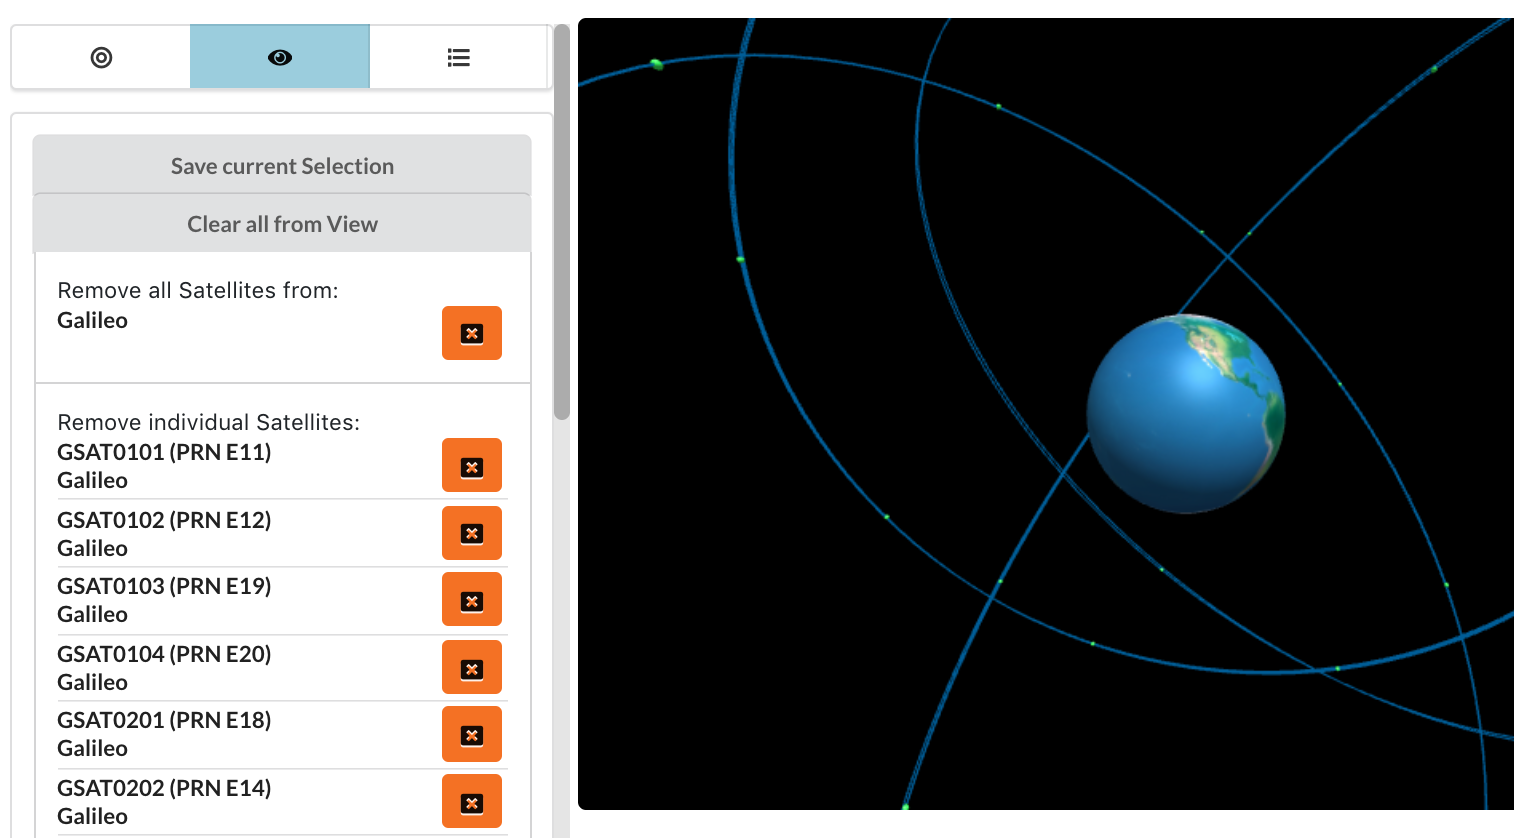 Save current Selection
Clear all from View
Remove all Satellites from:
Galileo
Remove individual Satellites:
GSAT0101 (PRN E11)
Galileo
GSAT0102 (PRN E12)
Galileo
GSAT0103 (PRN E19)
Galileo
GSAT0104 (PRN E20)
Galileo
GSAT0201 (PRN E18)
Galileo
GSAT0202 (PRN E14)
Galileo